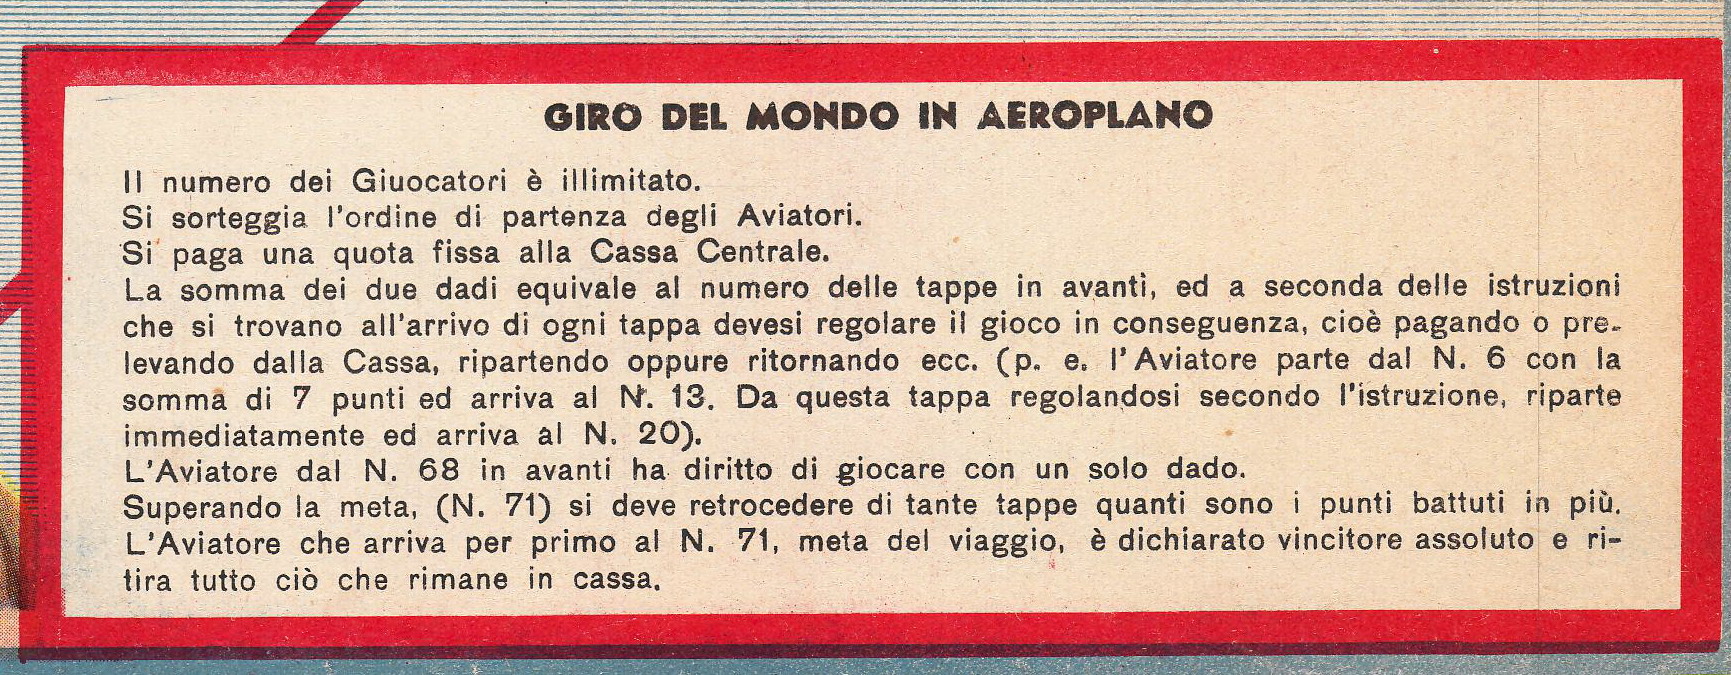 GIRO DEL MONDO IN AEROPLANO
Il numero dei Giuocatori è illimitato.
Si sorteggia l'ordine di partenza degli Aviatori.
Si paga una quota fissa alla Cassa Centrale.
La somma dei due dadi equivale al numero delle tappe in avanti, ed a seconda delle istruzioni
che si trovano all'arrivo di ogni tappa devesi regolare il gioco in conseguenza, cioè pagando o pre-
levando dalla Cassa, ripartendo oppure ritornando ecc. (p. e. l'Aviatore parte dal N. 6 con la
somma di 7 punti ed arriva al N. 13. Da questa tappa regolandosi secondo l'istruzione, riparte
immediatamente ed arriva al N. 20).
L'Aviatore dal N. 68 in avanti ha diritto di giocare con un solo dado.
Superando la meta, (N. 71) si deve retrocedere di tante tappe quanti sono i punti battuti in più.
L'Aviatore che arriva per primo al N. 71, meta del viaggio, è dichiarato vincitore assoluto e ri-
tira tutto ciò che rimane in cassa.